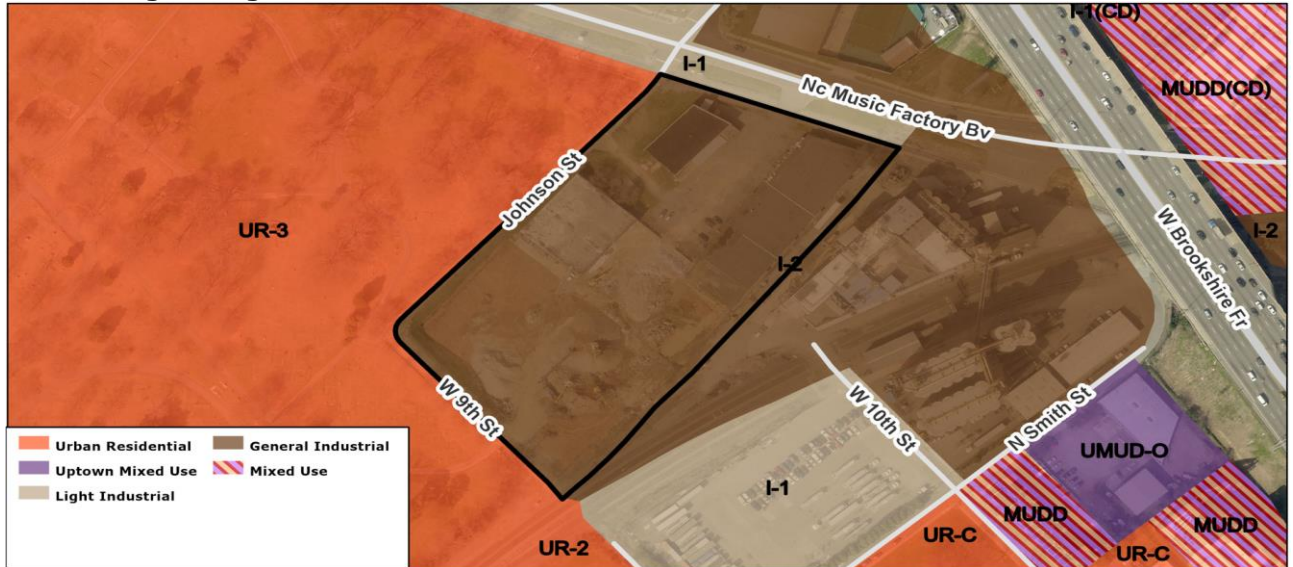 I-1(CD)
I-1
MUDD(CD)
Nc Music Factory Bv
Johnson St
UR-3
I-2
I-2
W. Brookshire Fr
W 9th St
W 10th St
N Smith St
UMUD-O
I-1
MUDD
MUDD
UR-2
UR-C
UR-C
Urban Residential
General Industrial
Uptown Mixed Use
Mixed Use
Light Industrial